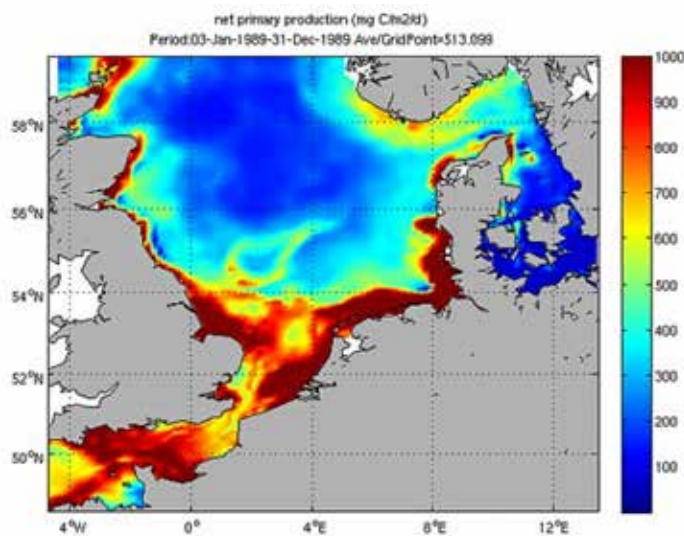 net primary production (mg C/m2/d)
Period:03-Jan-1989-31-Dec-1989 Ave/GridPoint=513.099
58°N
56°N
54°N
52°N
50°N
4°W
0°
4°E
8°E
12°E
1000
900
800
700
600
500
400
300
200
100